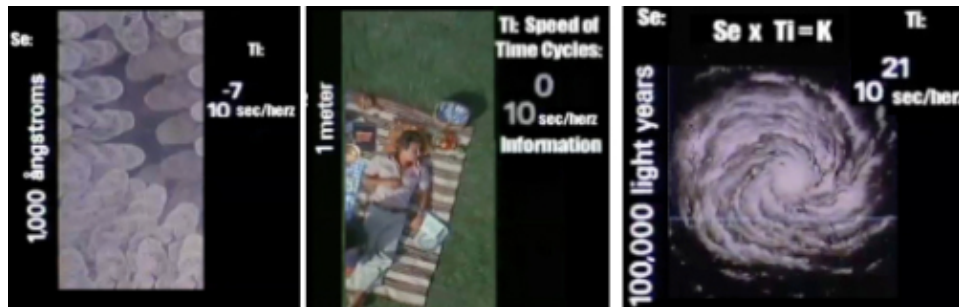 Se:
1,000 ångstroms
Ti:
-7
10 sec/herz
1 meter
Ti: Speed of
Time Cycles:
0
10 sec/herz
Information
Se:
100,000 light years
Se x Ti = K
Ti:
21
10 sec/herz